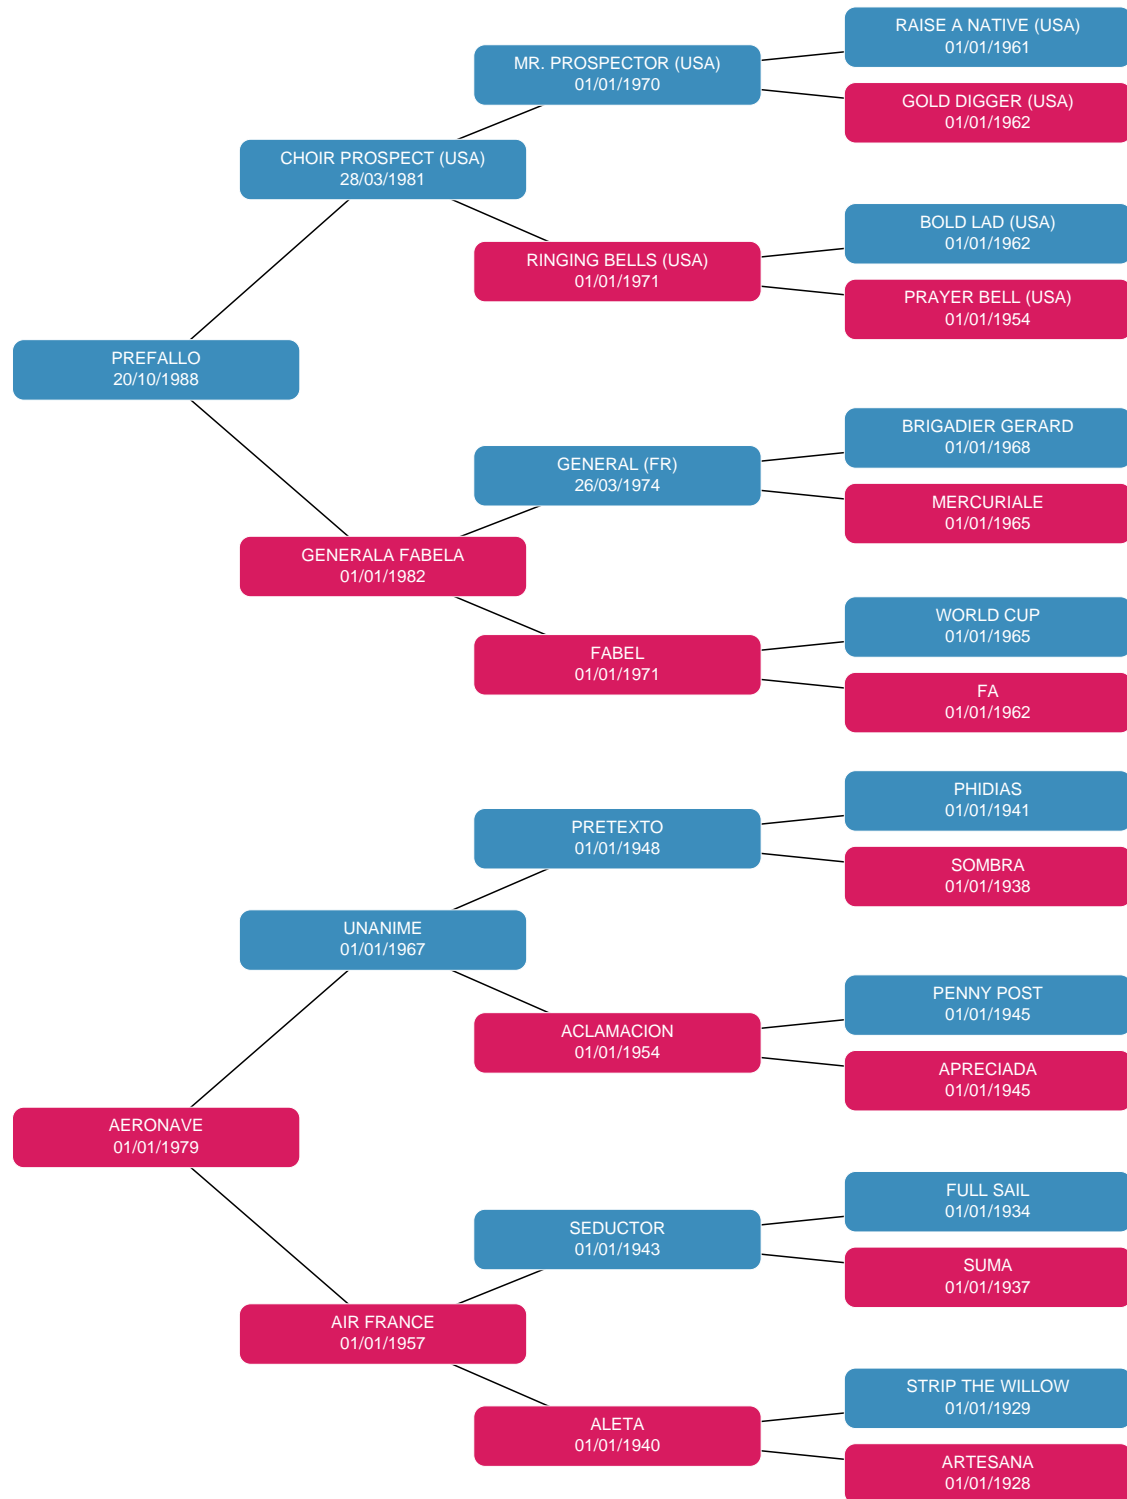 RAISE A NATIVE (USA)
01/01/1961
MR. PROSPECTOR (USA)
01/01/1970
GOLD DIGGER (USA)
01/01/1962
CHOIR PROSPECT (USA)
28/03/1981
BOLD LAD (USA)
01/01/1962
RINGING BELLS (USA)
01/01/1971
PRAYER BELL (USA)
01/01/1954
PREFALLO
20/10/1988
BRIGADIER GERARD
01/01/1968
GENERAL (FR)
26/03/1974
MERCURIALE
01/01/1965
GENERALA FABELA
01/01/1982
WORLD CUP
01/01/1965
FABEL
01/01/1971
FA
01/01/1962
PHIDIAS
01/01/1941
PRETEXTO
01/01/1948
SOMBRA
01/01/1938
UNANIME
01/01/1967
PENNY POST
01/01/1945
ACLAMACION
01/01/1954
APRECIADA
01/01/1945
AERONAVE
01/01/1979
FULL SAIL
01/01/1934
SEDUCTOR
01/01/1943
SUMA
01/01/1937
AIR FRANCE
01/01/1957
STRIP THE WILLOW
01/01/1929
ALETA
01/01/1940
ARTESANA
01/01/1928